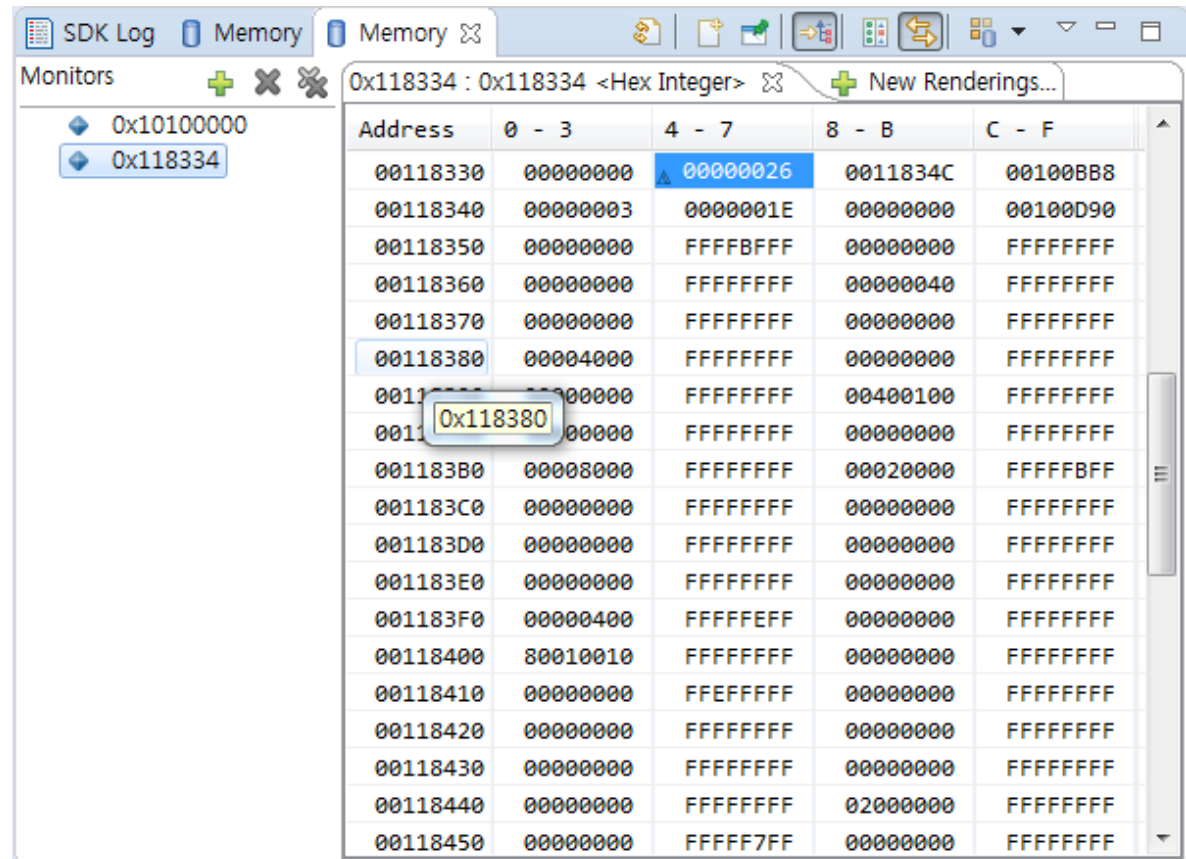 SDK Log Memory Memory
Monitors
0x10100000
0x118334
0x118334 : 0x118334 <Hex Integer> New Renderings...
Address 0 - 3 4 - 7 8 - B C - F
00118330 00000000 00000026 0011834C 00100BB8
00118340 00000003 0000001E 00000000 00100D90
00118350 00000000 FFFFBFFF 00000000 FFFFFFFF
00118360 00000000 FFFFFFFF 00000040 FFFFFFFF
00118370 00000000 FFFFFFFF 00000000 FFFFFFFF
00118380 00004000 FFFFFFFF 00000000 FFFFFFFF
FFFFFFFF 00400100 FFFFFFFF
0x118380
FFFFFFFF 00000000 FFFFFFFF
001183B0 00008000 FFFFFFFF 00020000 FFFFFBFF
001183C0 00000000 FFFFFFFF 00000000 FFFFFFFF
001183D0 00000000 FFFFFFFF 00000000 FFFFFFFF
001183E0 00000000 FFFFFFFF 00000000 FFFFFFFF
001183F0 00000400 FFFFFEFF 00000000 FFFFFFFF
00118400 80010010 FFFFFFFF 00000000 FFFFFFFF
00118410 00000000 FFEFFFFF 00000000 FFFFFFFF
00118420 00000000 FFFFFFFF 00000000 FFFFFFFF
00118430 00000000 FFFFFFFF 00000000 FFFFFFFF
00118440 00000000 FFFFFFFF 02000000 FFFFFFFF
00118450 00000000 FFFFF7FF 00000000 FFFFFFFF